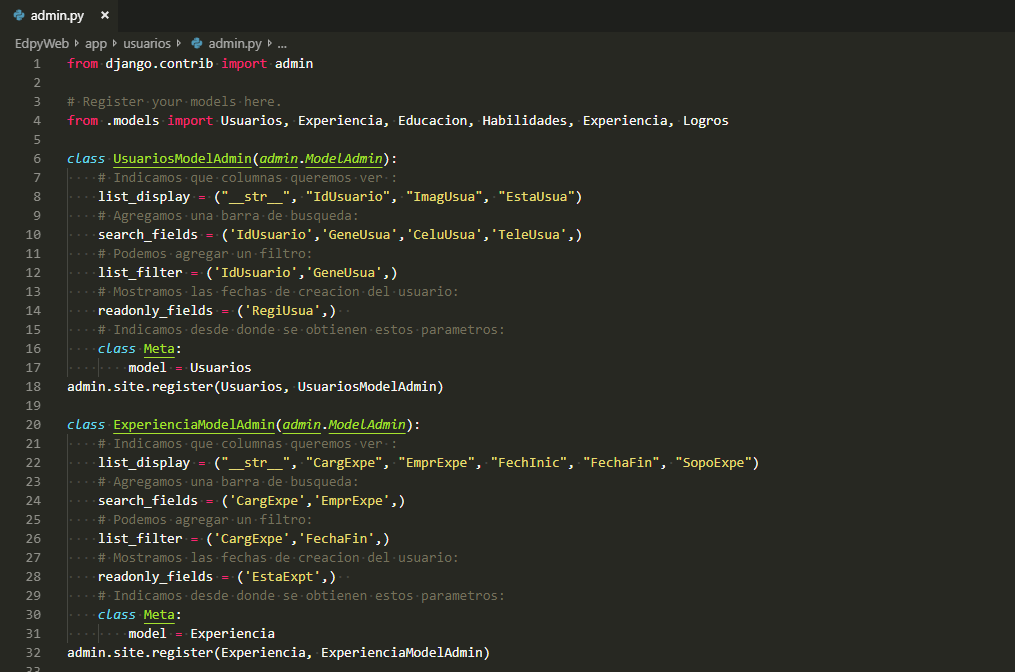 admin.py ×
EdpyWeb › app › usuarios › admin.py › ...
1 from django.contrib import admin
2
3 # Register your models here.
4 from .models import Usuarios, Experiencia, Educacion, Habilidades, Experiencia, Logros
5
6 class UsuariosModelAdmin(admin.ModelAdmin):
7     # Indicamos que columnas queremos ver :
8     list_display = ("__str__", "IdUsuario", "ImagUsua", "EstaUsua")
9     # Agregamos una barra de busqueda:
10     search_fields = ('IdUsuario','GeneUsua','CeluUsua','TeleUsua',)
11     # Podemos agregar un filtro:
12     list_filter = ('IdUsuario','GeneUsua',)
13     # Mostramos las fechas de creacion del usuario:
14     readonly_fields = ('RegiUsua',)
15     # Indicamos desde donde se obtienen estos parametros:
16     class Meta:
17         model = Usuarios
18 admin.site.register(Usuarios, UsuariosModelAdmin)
19
20 class ExperienciaModelAdmin(admin.ModelAdmin):
21     # Indicamos que columnas queremos ver :
22     list_display = ("__str__", "CargExpe", "EmprExpe", "FechInic", "FechaFin", "SopoExpe")
23     # Agregamos una barra de busqueda:
24     search_fields = ('CargExpe','EmprExpe',)
25     # Podemos agregar un filtro:
26     list_filter = ('CargExpe','FechaFin',)
27     # Mostramos las fechas de creacion del usuario:
28     readonly_fields = ('EstaExpt',)
29     # Indicamos desde donde se obtienen estos parametros:
30     class Meta:
31         model = Experiencia
32 admin.site.register(Experiencia, ExperienciaModelAdmin)
33